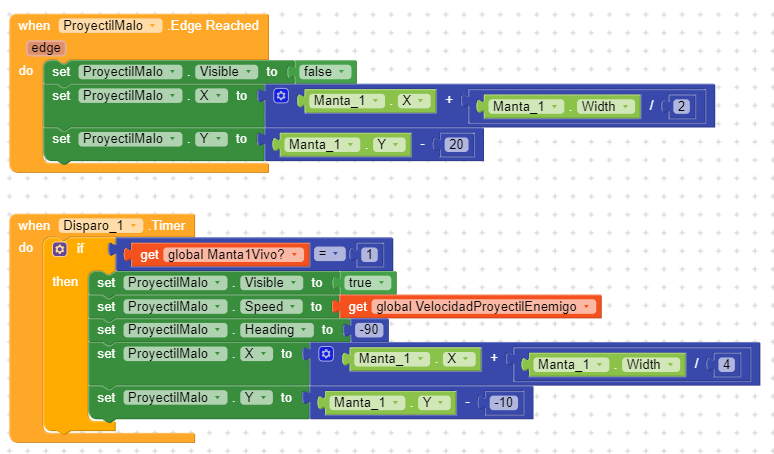 when ProyectilMalo .Edge Reached
edge
do set ProyectilMalo . Visible to false
set ProyectilMalo . X to Manta_1 . X + Manta_1 . Width / 2
set ProyectilMalo . Y to Manta_1 . Y - 20
when Disparo_1 .Timer
do if get global Manta1Vivo? = 1
then set ProyectilMalo . Visible to true
set ProyectilMalo . Speed to get global VelocidadProyectilEnemigo
set ProyectilMalo . Heading to -90
set ProyectilMalo . X to Manta_1 . X + Manta_1 . Width / 4
set ProyectilMalo . Y to Manta_1 . Y - -10